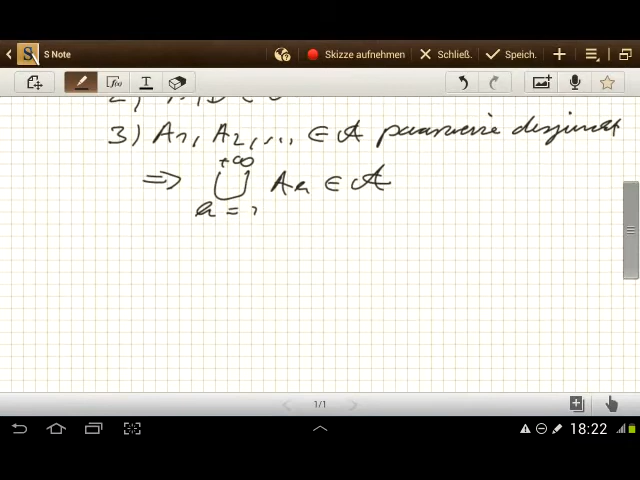 S Note
Skizze aufnehmen
Schließ.
Speich.
3) A1, A2, ... ∈ 𝒜 paarweise disjunkt
+∞
=> ⋃ An ∈ 𝒜
n = 1
1/1
18:22